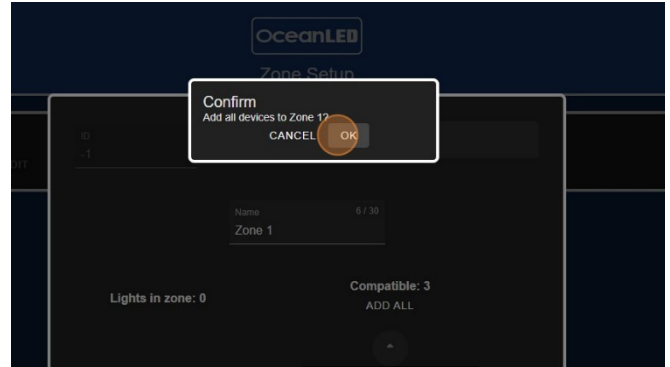 OceanLED
Zone Setup
Confirm
Add all devices to Zone 1?
CANCEL
OK
ID
-1
DIT
Name
6 / 30
Zone 1
Lights in zone: 0
Compatible: 3
ADD ALL